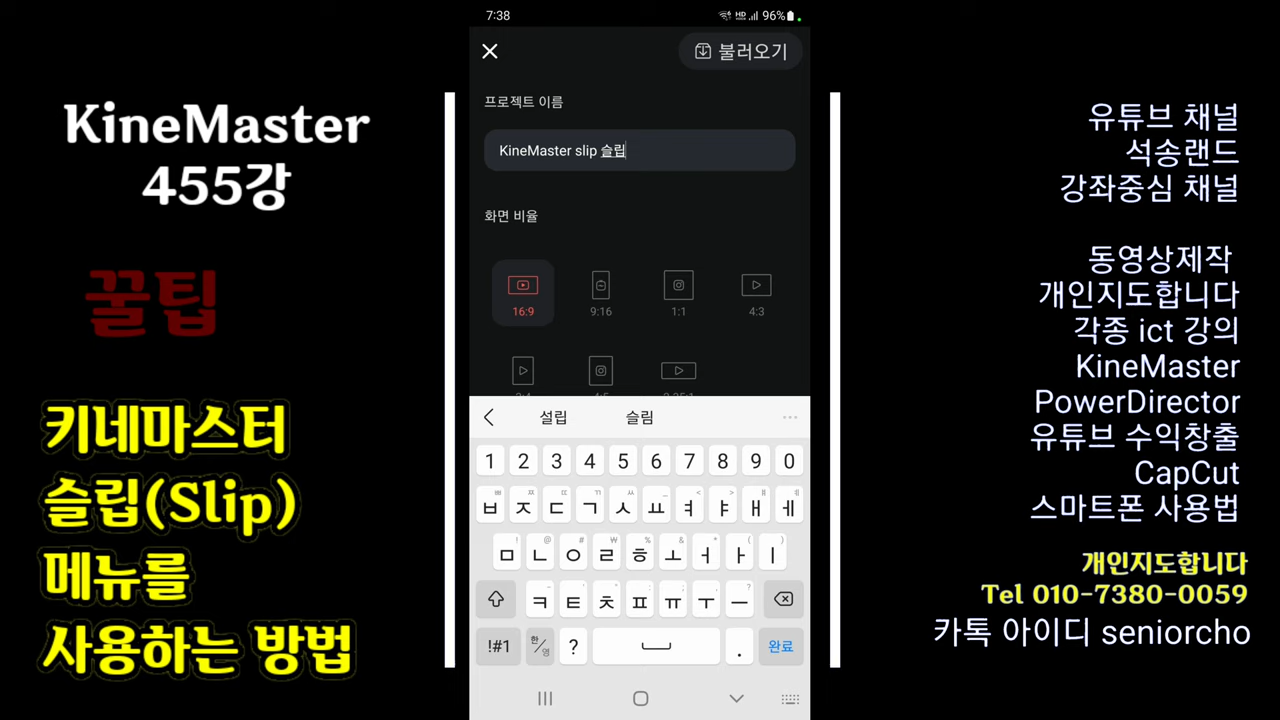 KineMaster
455강
꿀팁
키네마스터
슬립(Slip)
메뉴를
사용하는 방법
7:38
96%
불러오기
프로젝트 이름
KineMaster slip 슬립
화면 비율
16:9
9:16
1:1
4:3
설립
슬림
1 2 3 4 5 6 7 8 9 0
ㅂ ㅈ ㄷ ㄱ ㅅ ㅛ ㅕ ㅑ ㅐ ㅔ
ㅁ ㄴ ㅇ ㄹ ㅎ ㅗ ㅓ ㅏ ㅣ
ㅋ ㅌ ㅊ ㅍ ㅠ ㅜ ㅡ
!#1 한/영 ? . 완료
유튜브 채널
석송랜드
강좌중심 채널
동영상제작
개인지도합니다
각종 ict 강의
KineMaster
PowerDirector
유튜브 수익창출
CapCut
스마트폰 사용법
개인지도합니다
Tel 010-7380-0059
카톡 아이디 seniorcho